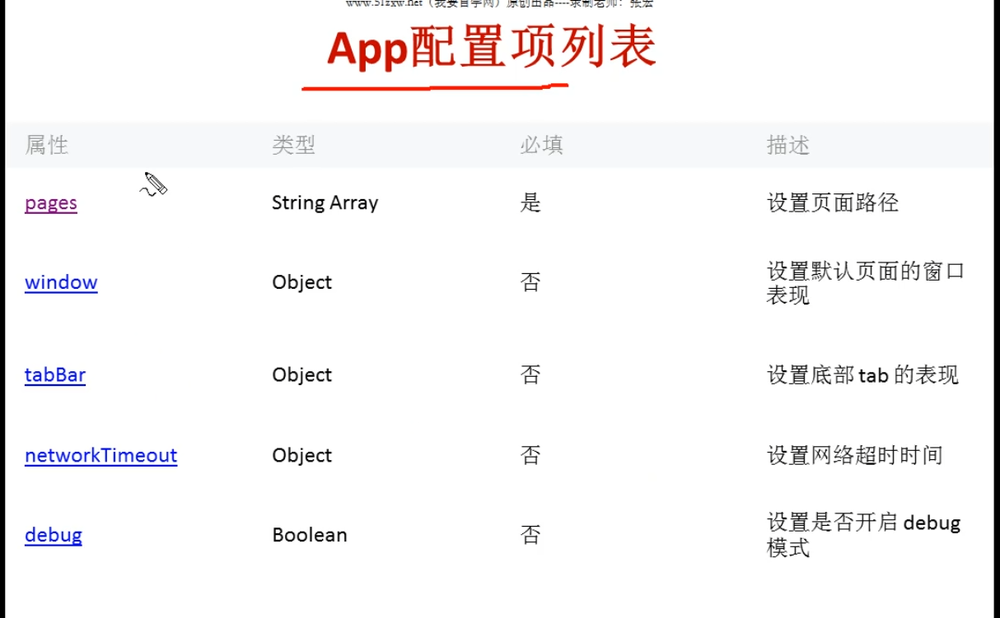 www.51zxw.net（我要自学网）原创出品----录制老师：张宏
App配置项列表
属性 类型 必填 描述
pages String Array 是 设置页面路径
window Object 否 设置默认页面的窗口
表现
tabBar Object 否 设置底部 tab 的表现
networkTimeout Object 否 设置网络超时时间
debug Boolean 否 设置是否开启 debug
模式